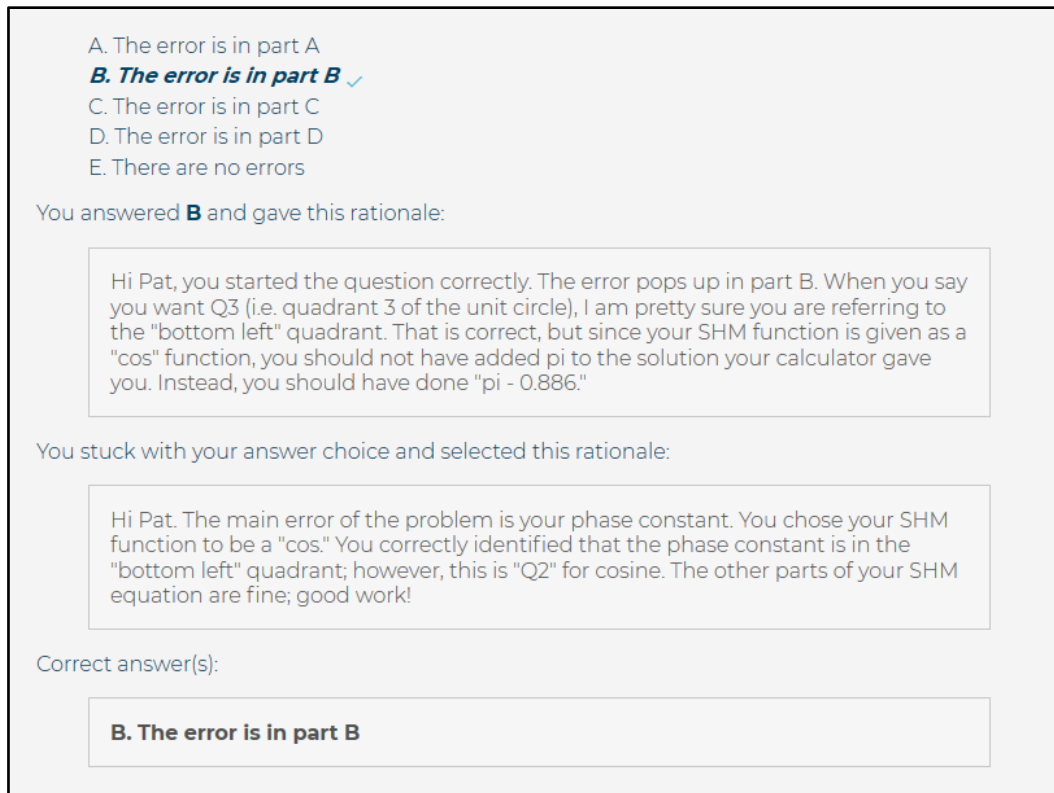 A. The error is in part A
B. The error is in part B
C. The error is in part C
D. The error is in part D
E. There are no errors
You answered B and gave this rationale:
Hi Pat, you started the question correctly. The error pops up in part B. When you say
you want Q3 (i.e. quadrant 3 of the unit circle), I am pretty sure you are referring to
the "bottom left" quadrant. That is correct, but since your SHM function is given as a
"cos" function, you should not have added pi to the solution your calculator gave
you. Instead, you should have done "pi - 0.886."
You stuck with your answer choice and selected this rationale:
Hi Pat. The main error of the problem is your phase constant. You chose your SHM
function to be a "cos." You correctly identified that the phase constant is in the
"bottom left" quadrant; however, this is "Q2" for cosine. The other parts of your SHM
equation are fine; good work!
Correct answer(s):
B. The error is in part B